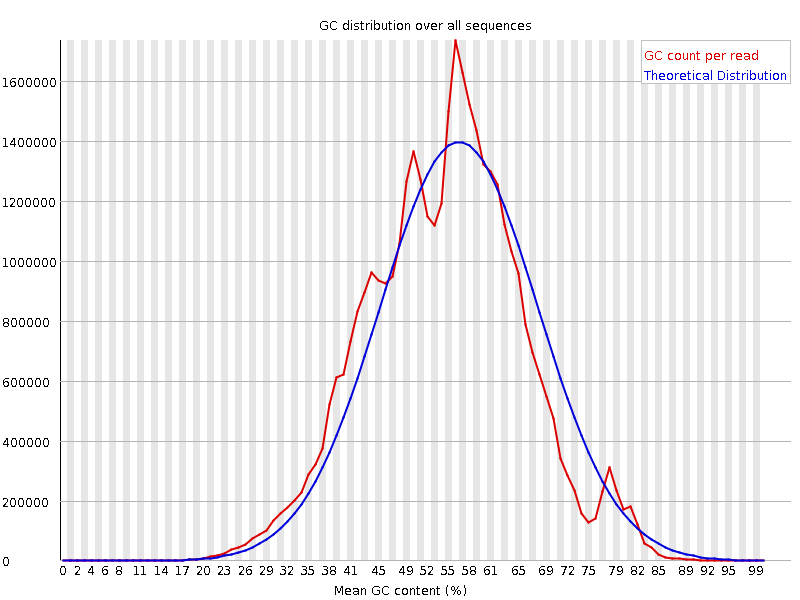 GC distribution over all sequences
GC count per read
Theoretical Distribution
1600000
1400000
1200000
1000000
800000
600000
400000
200000
0
0 2 4 6 8 11 14 17 20 23 26 29 32 35 38 41 45 49 52 55 58 61 65 69 72 75 79 82 85 89 92 95 99
Mean GC content (%)